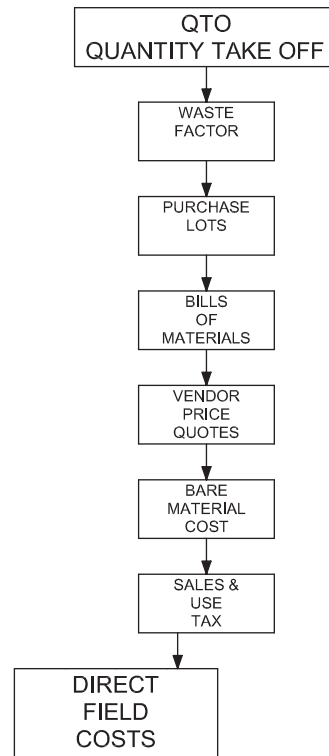 QTO
QUANTITY TAKE OFF
WASTE
FACTOR
PURCHASE
LOTS
BILLS
OF
MATERIALS
VENDOR
PRICE
QUOTES
BARE
MATERIAL
COST
SALES &
USE
TAX
DIRECT
FIELD
COSTS